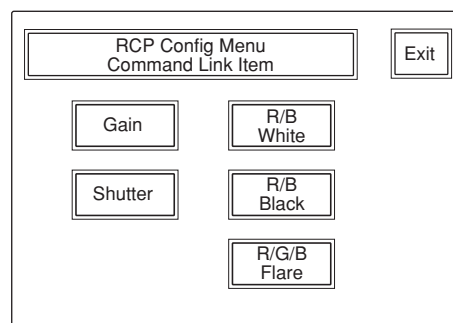 RCP Config Menu
Command Link Item
Exit
Gain
R/B
White
Shutter
R/B
Black
R/G/B
Flare